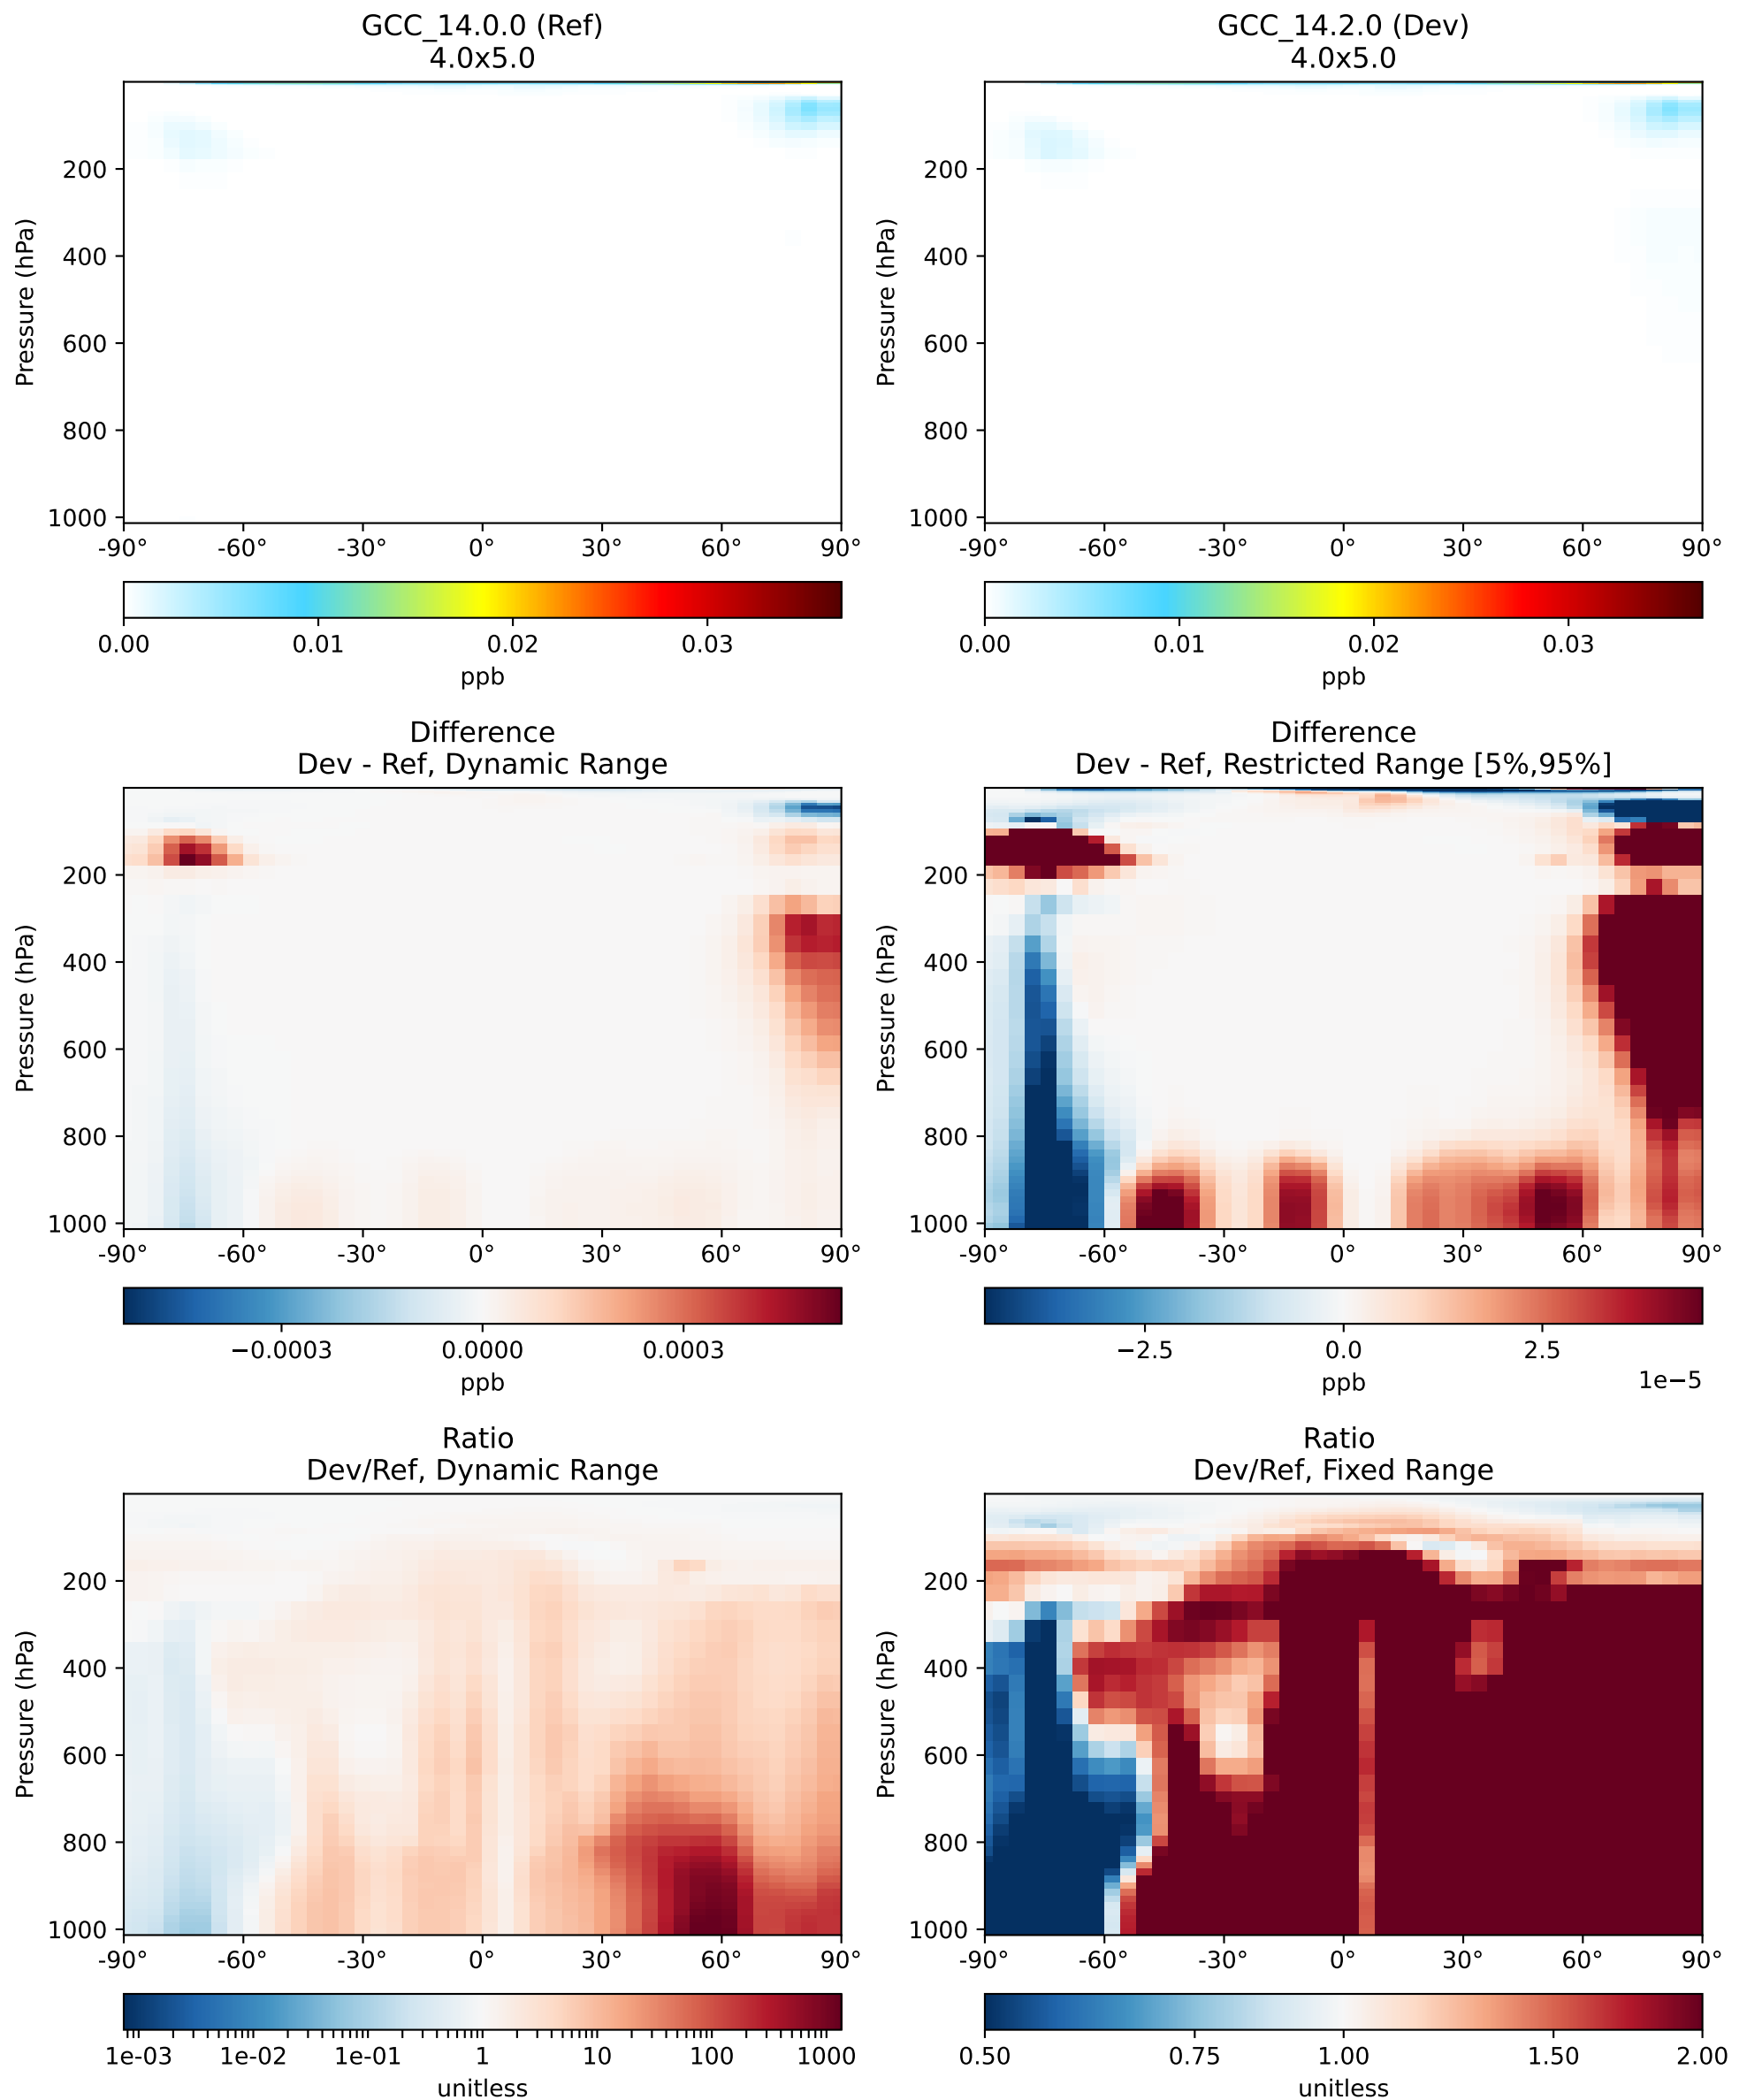 GCC_14.0.0 (Ref)
4.0x5.0
GCC_14.2.0 (Dev)
4.0x5.0
Pressure (hPa)
200
400
600
800
1000
-90° -60° -30° 0° 30° 60° 90°
Pressure (hPa)
200
400
600
800
1000
-90° -60° -30° 0° 30° 60° 90°
0.00 0.01 0.02 0.03
ppb
0.00 0.01 0.02 0.03
ppb
Difference
Dev - Ref, Dynamic Range
Difference
Dev - Ref, Restricted Range [5%,95%]
Pressure (hPa)
200
400
600
800
1000
-90° -60° -30° 0° 30° 60° 90°
Pressure (hPa)
200
400
600
800
1000
-90° -60° -30° 0° 30° 60° 90°
−0.0003 0.0000 0.0003
ppb
−2.5 0.0 2.5
ppb
1e−5
Ratio
Dev/Ref, Dynamic Range
Ratio
Dev/Ref, Fixed Range
Pressure (hPa)
200
400
600
800
1000
-90° -60° -30° 0° 30° 60° 90°
Pressure (hPa)
200
400
600
800
1000
-90° -60° -30° 0° 30° 60° 90°
1e-03 1e-02 1e-01 1 10 100 1000
unitless
0.50 0.75 1.00 1.50 2.00
unitless